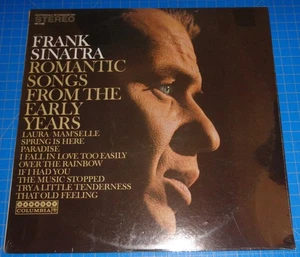 STEREO
FRANK
SINATRA
ROMANTIC
SONGS
FROM THE
EARLY
YEARS
LAURA/MAM'SELLE
SPRING IS HERE
PARADISE
I FALL IN LOVE TOO EASILY
OVER THE RAINBOW
IF I HAD YOU
THE MUSIC STOPPED
TRY A LITTLE TENDERNESS
THAT OLD FEELING
HARMONY
COLUMBIA